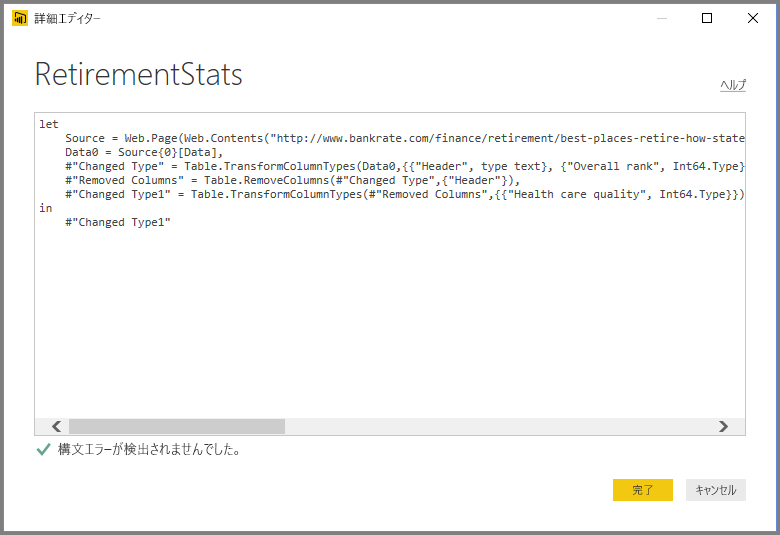 詳細エディター
RetirementStats
ヘルプ
let
Source = Web.Page(Web.Contents("http://www.bankrate.com/finance/retirement/best-places-retire-how-state
Data0 = Source{0}[Data],
#"Changed Type" = Table.TransformColumnTypes(Data0,{{"Header", type text}, {"Overall rank", Int64.Type}
#"Removed Columns" = Table.RemoveColumns(#"Changed Type",{"Header"}),
#"Changed Type1" = Table.TransformColumnTypes(#"Removed Columns",{{"Health care quality", Int64.Type}})
in
#"Changed Type1"
構文エラーが検出されませんでした。
完了
キャンセル